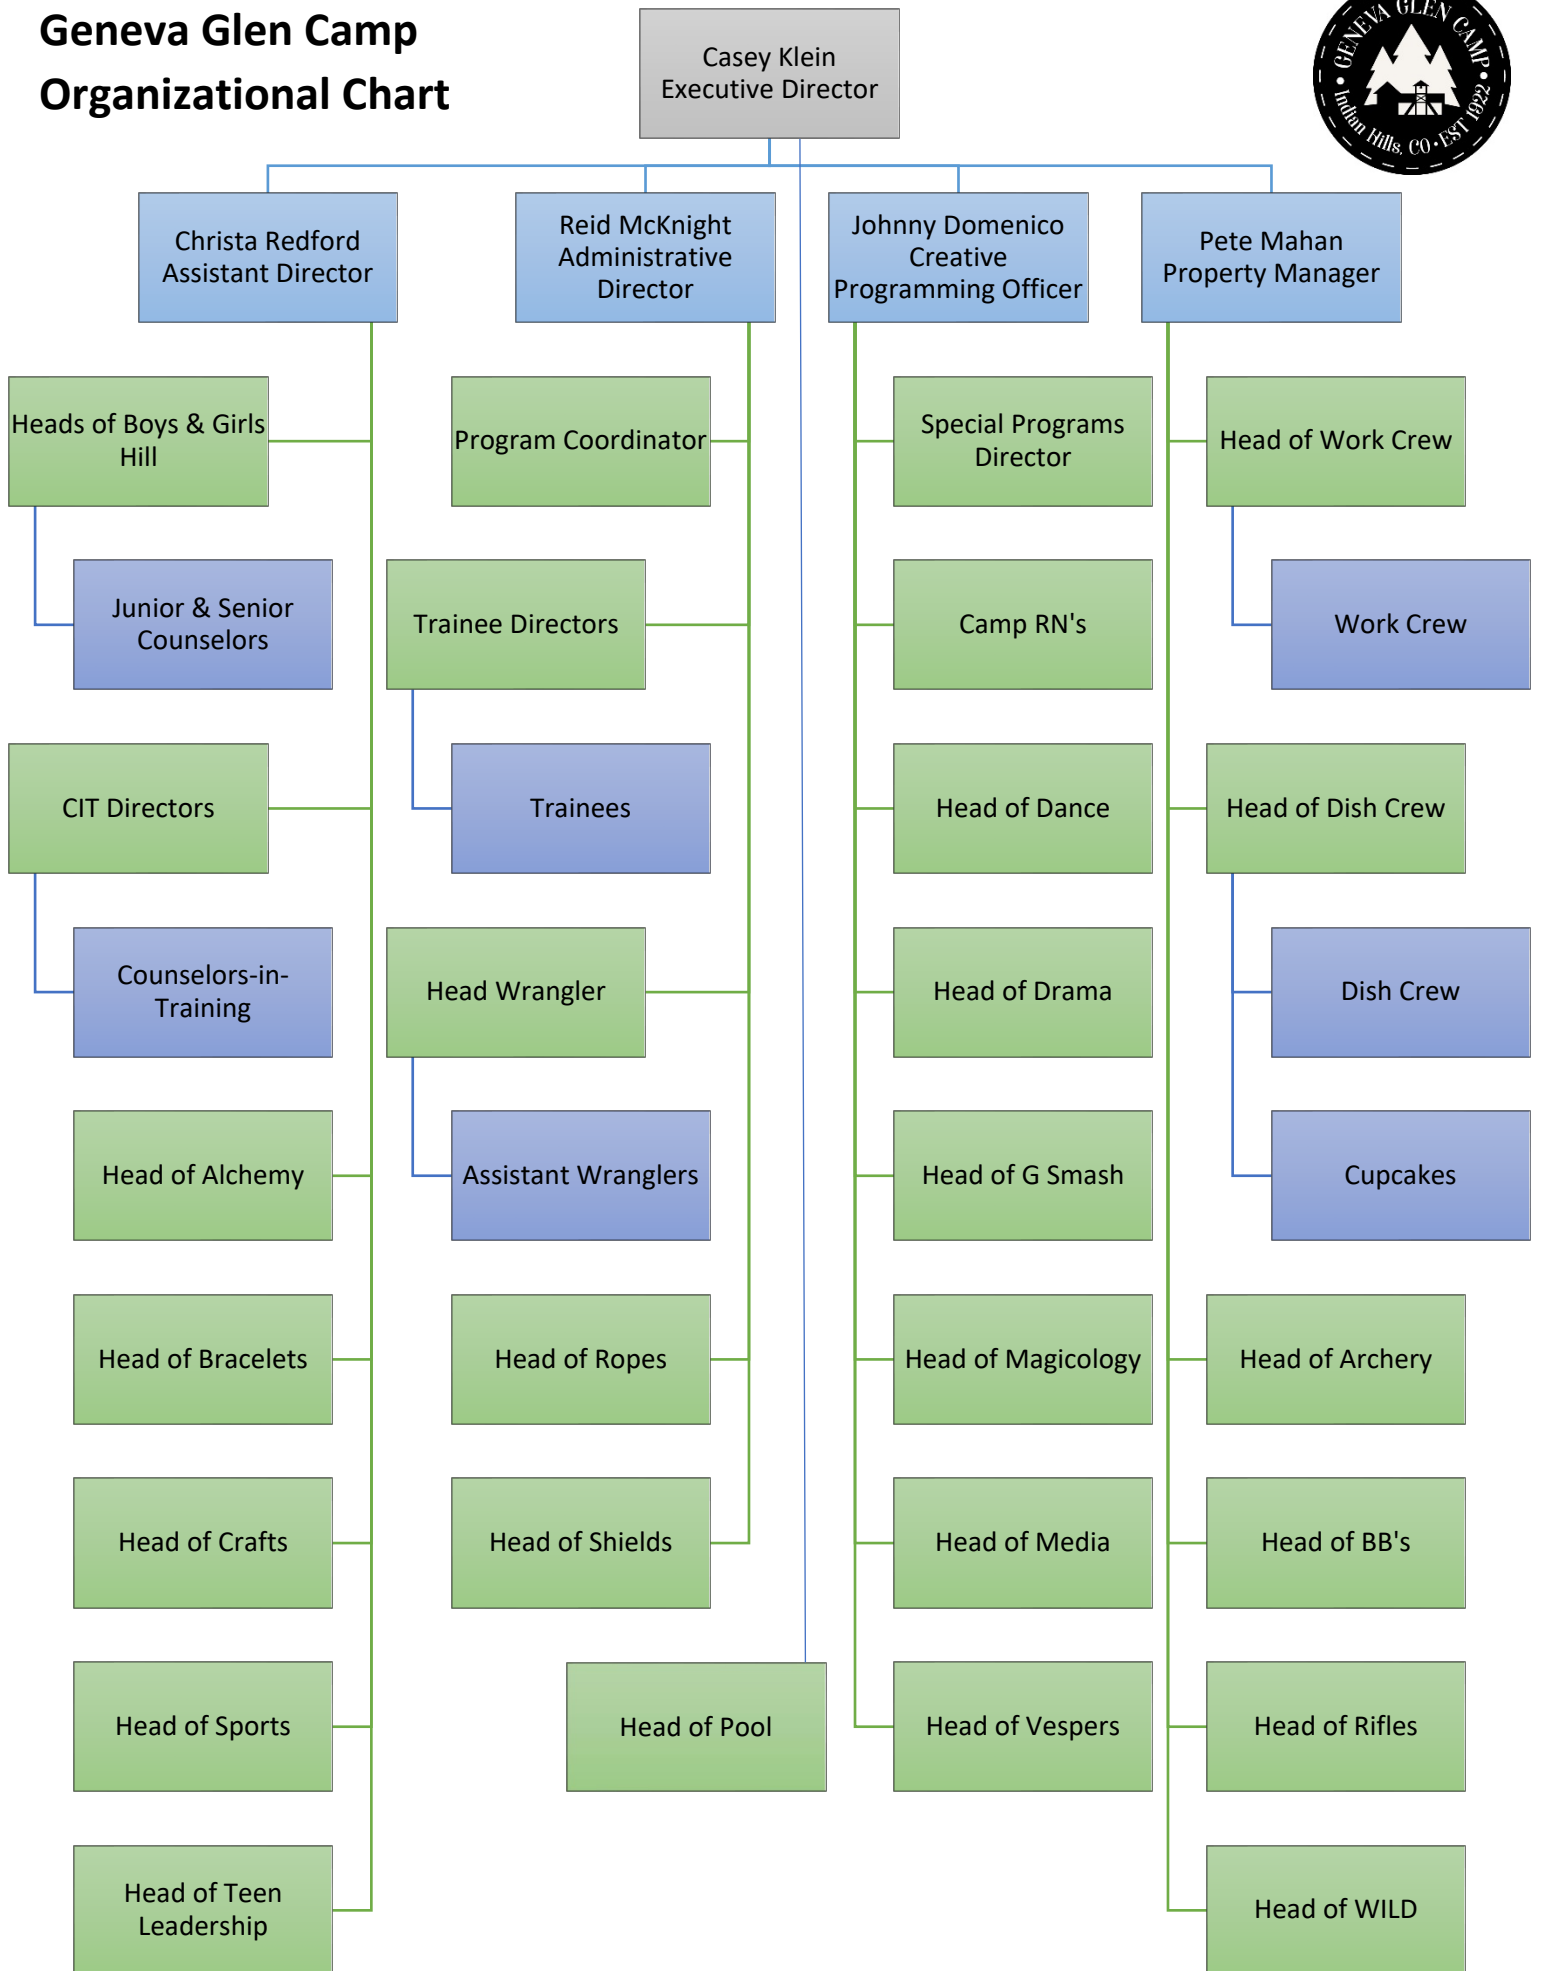 Geneva Glen Camp
Organizational Chart
Casey Klein
Executive Director
GENEVA GLEN CAMP
Indian Hills, CO · EST 1922
Christa Redford
Assistant Director
Reid McKnight
Administrative
Director
Johnny Domenico
Creative
Programming Officer
Pete Mahan
Property Manager
Heads of Boys & Girls
Hill
Program Coordinator
Special Programs
Director
Head of Work Crew
Junior & Senior
Counselors
Trainee Directors
Camp RN's
Work Crew
CIT Directors
Trainees
Head of Dance
Head of Dish Crew
Counselors-in-
Training
Head Wrangler
Head of Drama
Dish Crew
Head of Alchemy
Assistant Wranglers
Head of G Smash
Cupcakes
Head of Bracelets
Head of Ropes
Head of Magicology
Head of Archery
Head of Crafts
Head of Shields
Head of Media
Head of BB's
Head of Sports
Head of Pool
Head of Vespers
Head of Rifles
Head of Teen
Leadership
Head of WILD